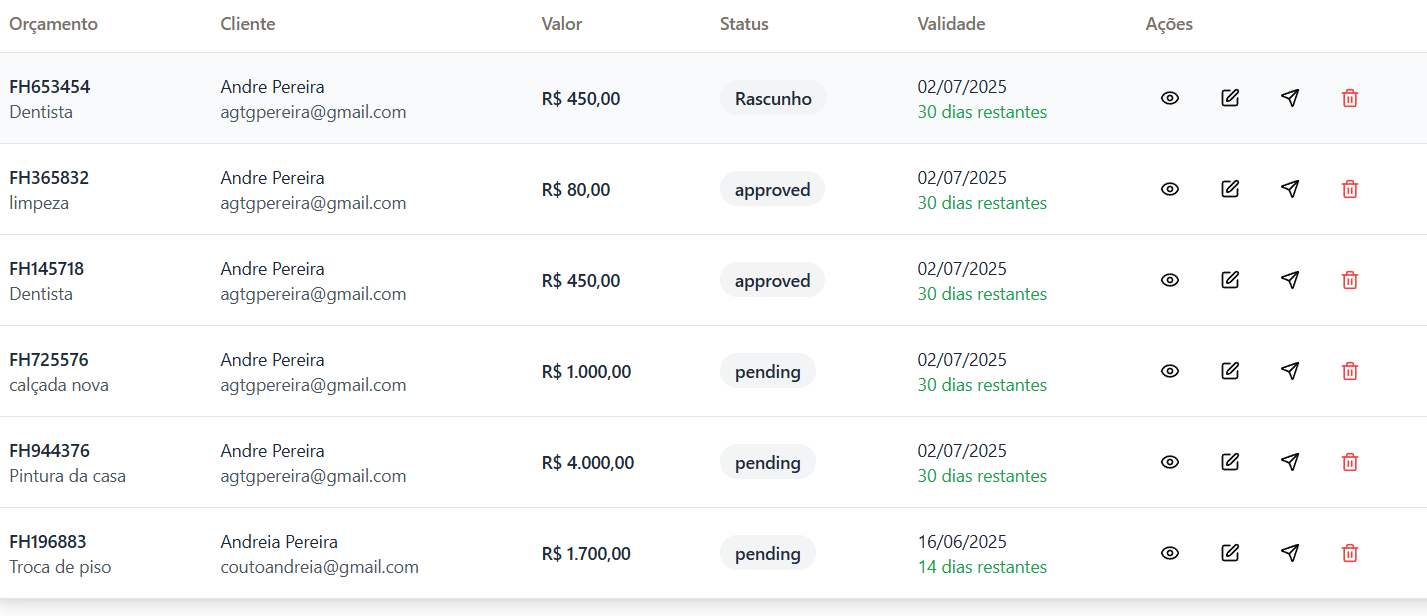 Orçamento Cliente Valor Status Validade Ações
FH653454 Andre Pereira R$ 450,00 Rascunho 02/07/2025
Dentista agtgpereira@gmail.com 30 dias restantes
FH365832 Andre Pereira R$ 80,00 approved 02/07/2025
limpeza agtgpereira@gmail.com 30 dias restantes
FH145718 Andre Pereira R$ 450,00 approved 02/07/2025
Dentista agtgpereira@gmail.com 30 dias restantes
FH725576 Andre Pereira R$ 1.000,00 pending 02/07/2025
calçada nova agtgpereira@gmail.com 30 dias restantes
FH944376 Andre Pereira R$ 4.000,00 pending 02/07/2025
Pintura da casa agtgpereira@gmail.com 30 dias restantes
FH196883 Andreia Pereira R$ 1.700,00 pending 16/06/2025
Troca de piso coutoandreia@gmail.com 14 dias restantes